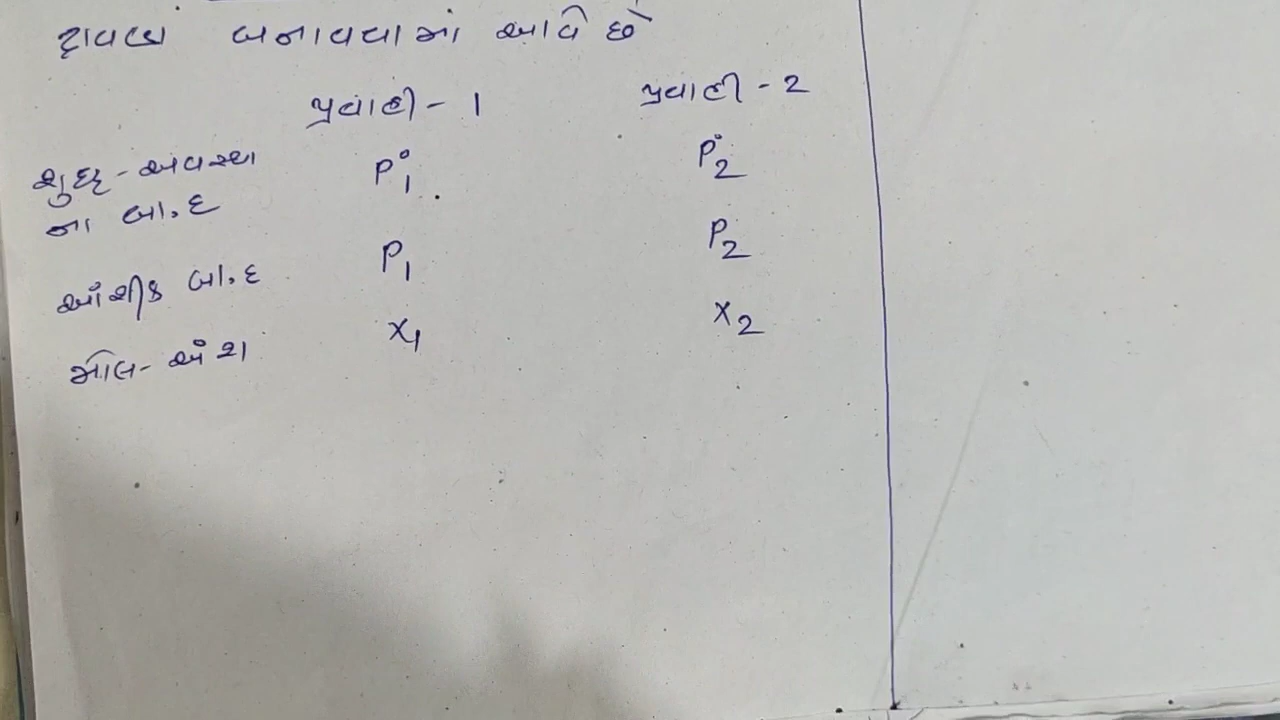 દ્રાવણ બનાવવામાં આવે છે
પ્રવાહી - 1 પ્રવાહી - 2
શુદ્ધ - અવસ્થા P°1 P°2
ના બા.દ
આંશીક બા.દ P1 P2
મોલ - અંશ X1 X2